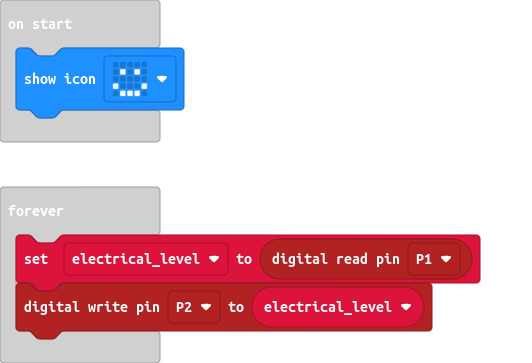 on start
show icon
forever
set electrical_level to digital read pin P1
digital write pin P2 to electrical_level